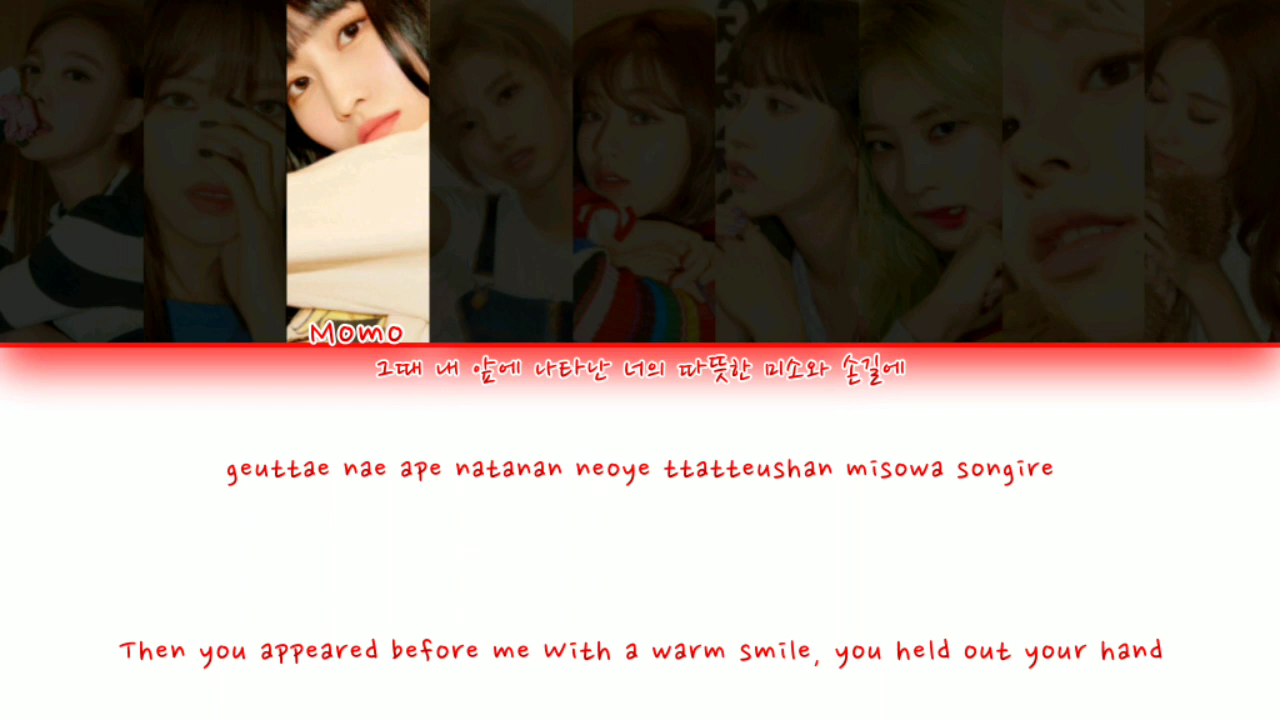 Momo
그때 내 앞에 나타난 너의 따뜻한 미소와 손길에
geuttae nae ape natanan neoye ttatteushan misowa songire
Then you appeared before me With a warm smile, you held out your hand